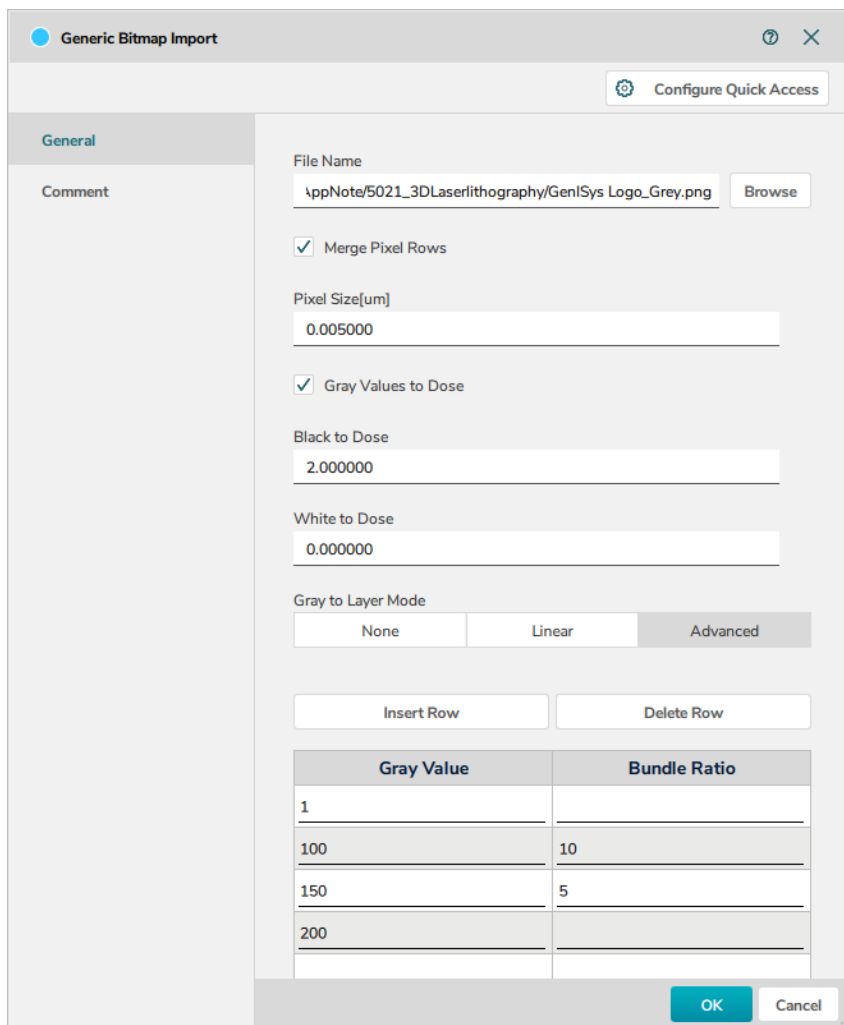 Generic Bitmap Import
Configure Quick Access
General
Comment
File Name
AppNote/5021_3DLaserlithography/GenISys Logo_Grey.png
Browse
Merge Pixel Rows
Pixel Size[um]
0.005000
Gray Values to Dose
Black to Dose
2.000000
White to Dose
0.000000
Gray to Layer Mode
None Linear Advanced
Insert Row Delete Row
Gray Value Bundle Ratio
1
100 10
150 5
200
OK Cancel